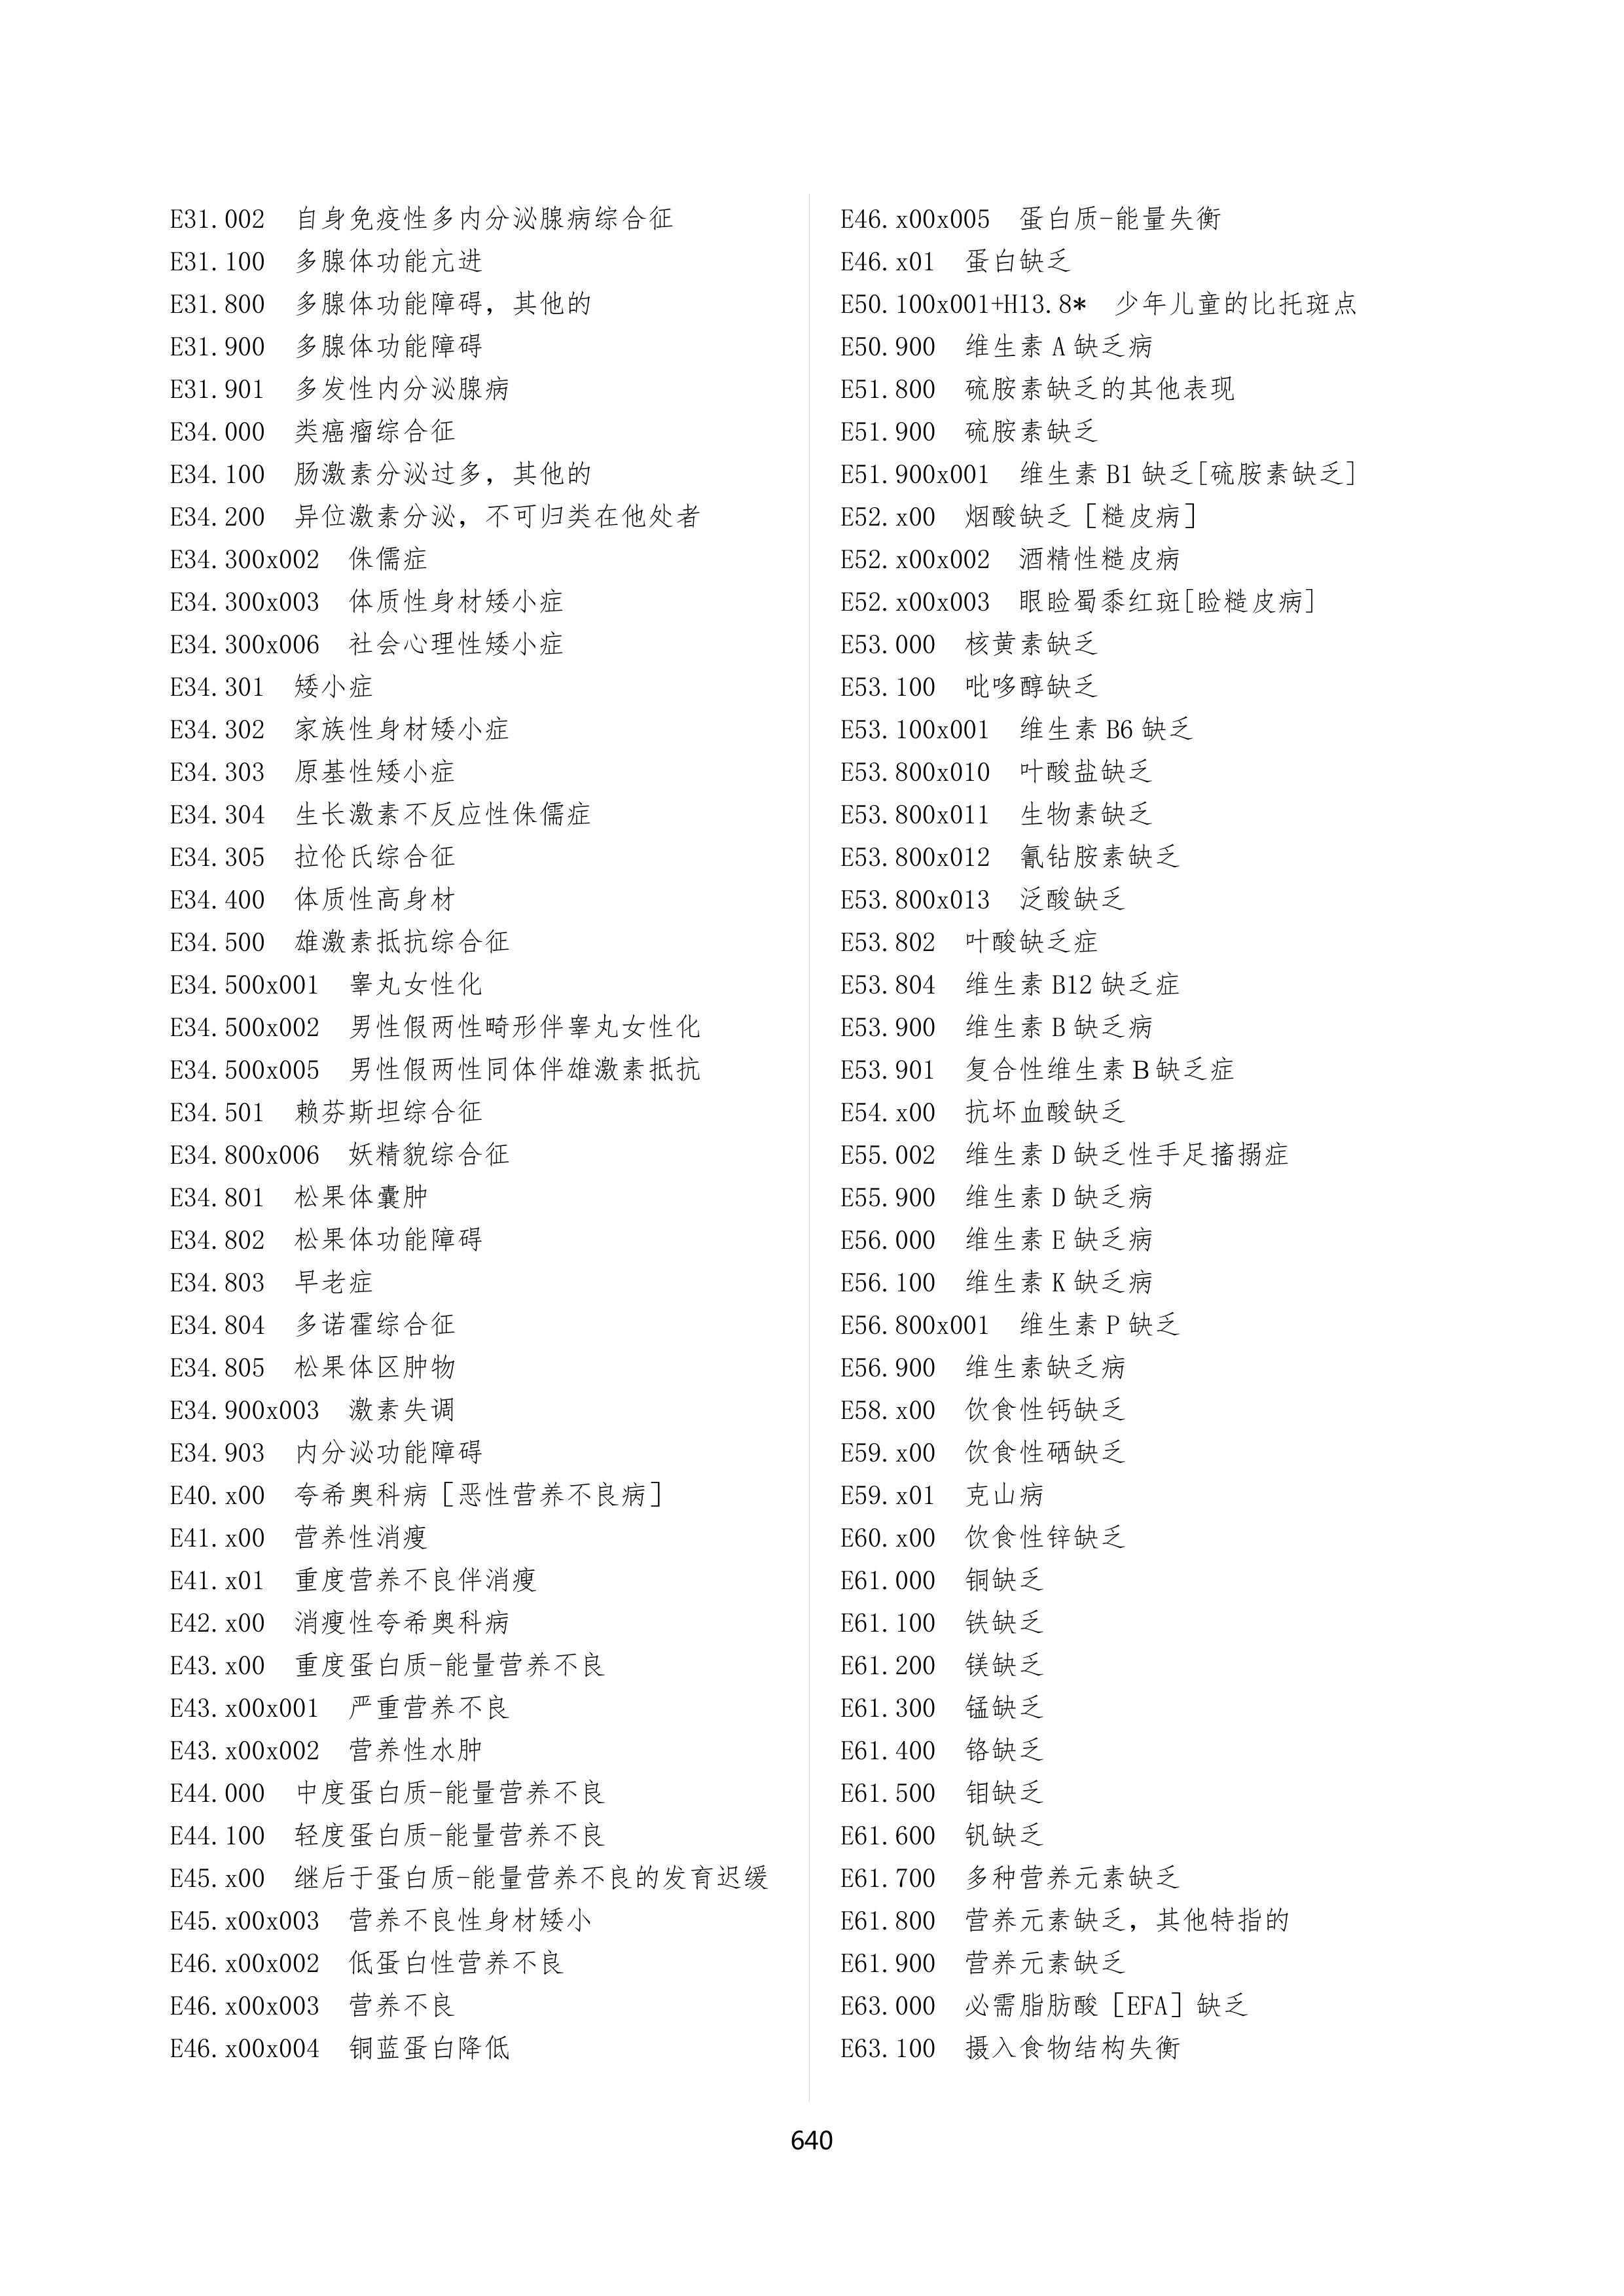 E31.002 自身免疫性多内分泌腺病综合征
E31.100 多腺体功能亢进
E31.800 多腺体功能障碍，其他的
E31.900 多腺体功能障碍
E31.901 多发性内分泌腺病
E34.000 类癌瘤综合征
E34.100 肠激素分泌过多，其他的
E34.200 异位激素分泌，不可归类在他处者
E34.300x002 侏儒症
E34.300x003 体质性身材矮小症
E34.300x006 社会心理性矮小症
E34.301 矮小症
E34.302 家族性身材矮小症
E34.303 原基性矮小症
E34.304 生长激素不反应性侏儒症
E34.305 拉伦氏综合征
E34.400 体质性高身材
E34.500 雄激素抵抗综合征
E34.500x001 睾丸女性化
E34.500x002 男性假两性畸形伴睾丸女性化
E34.500x005 男性假两性同体伴雄激素抵抗
E34.501 赖芬斯坦综合征
E34.800x006 妖精貌综合征
E34.801 松果体囊肿
E34.802 松果体功能障碍
E34.803 早老症
E34.804 多诺霍综合征
E34.805 松果体区肿物
E34.900x003 激素失调
E34.903 内分泌功能障碍
E40.x00 夸希奥科病［恶性营养不良病］
E41.x00 营养性消瘦
E41.x01 重度营养不良伴消瘦
E42.x00 消瘦性夸希奥科病
E43.x00 重度蛋白质-能量营养不良
E43.x00x001 严重营养不良
E43.x00x002 营养性水肿
E44.000 中度蛋白质-能量营养不良
E44.100 轻度蛋白质-能量营养不良
E45.x00 继后于蛋白质-能量营养不良的发育迟缓
E45.x00x003 营养不良性身材矮小
E46.x00x002 低蛋白性营养不良
E46.x00x003 营养不良
E46.x00x004 铜蓝蛋白降低
E46.x00x005 蛋白质-能量失衡
E46.x01 蛋白缺乏
E50.100x001+H13.8* 少年儿童的比托斑点
E50.900 维生素 A 缺乏病
E51.800 硫胺素缺乏的其他表现
E51.900 硫胺素缺乏
E51.900x001 维生素 B1 缺乏[硫胺素缺乏]
E52.x00 烟酸缺乏［糙皮病］
E52.x00x002 酒精性糙皮病
E52.x00x003 眼睑蜀黍红斑[睑糙皮病]
E53.000 核黄素缺乏
E53.100 吡哆醇缺乏
E53.100x001 维生素 B6 缺乏
E53.800x010 叶酸盐缺乏
E53.800x011 生物素缺乏
E53.800x012 氰钴胺素缺乏
E53.800x013 泛酸缺乏
E53.802 叶酸缺乏症
E53.804 维生素 B12 缺乏症
E53.900 维生素 B 缺乏病
E53.901 复合性维生素 B 缺乏症
E54.x00 抗坏血酸缺乏
E55.002 维生素 D 缺乏性手足搐搦症
E55.900 维生素 D 缺乏病
E56.000 维生素 E 缺乏病
E56.100 维生素 K 缺乏病
E56.800x001 维生素 P 缺乏
E56.900 维生素缺乏病
E58.x00 饮食性钙缺乏
E59.x00 饮食性硒缺乏
E59.x01 克山病
E60.x00 饮食性锌缺乏
E61.000 铜缺乏
E61.100 铁缺乏
E61.200 镁缺乏
E61.300 锰缺乏
E61.400 铬缺乏
E61.500 钼缺乏
E61.600 钒缺乏
E61.700 多种营养元素缺乏
E61.800 营养元素缺乏，其他特指的
E61.900 营养元素缺乏
E63.000 必需脂肪酸［EFA］缺乏
E63.100 摄入食物结构失衡
640